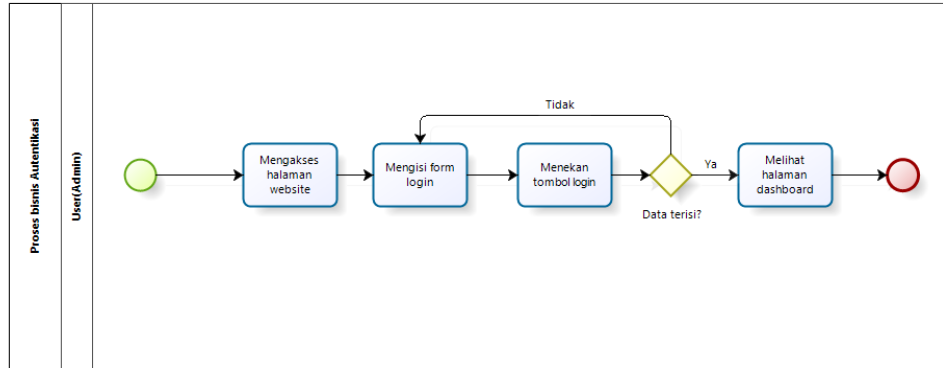 Proses bisnis Autentikasi
User(Admin)
Tidak
Mengakses
halaman
website
Mengisi form
login
Menekan
tombol login
Data terisi?
Ya
Melihat
halaman
dashboard